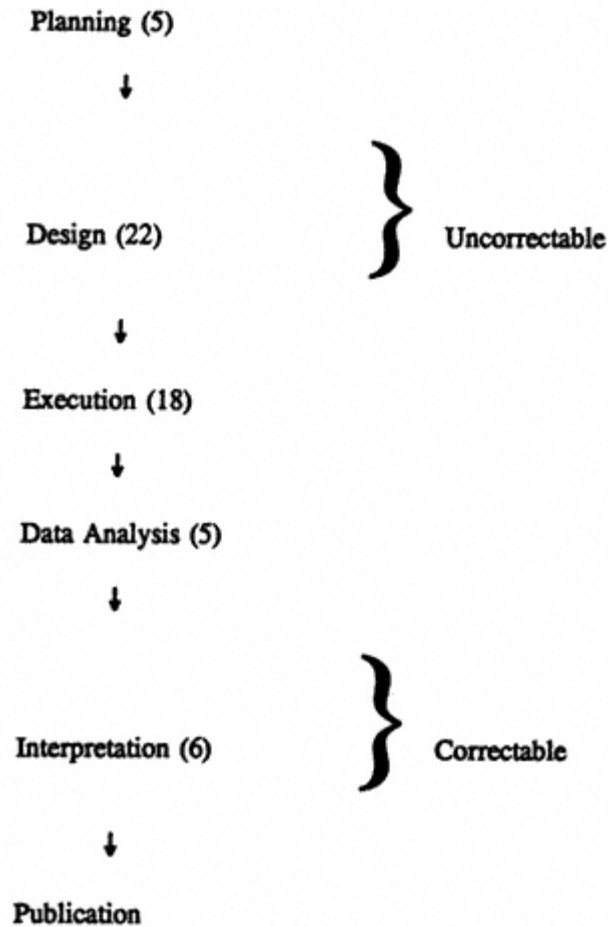 Planning (5)
↓
Design (22)
} Uncorrectable
↓
Execution (18)
↓
Data Analysis (5)
↓
Interpretation (6)
} Correctable
↓
Publication